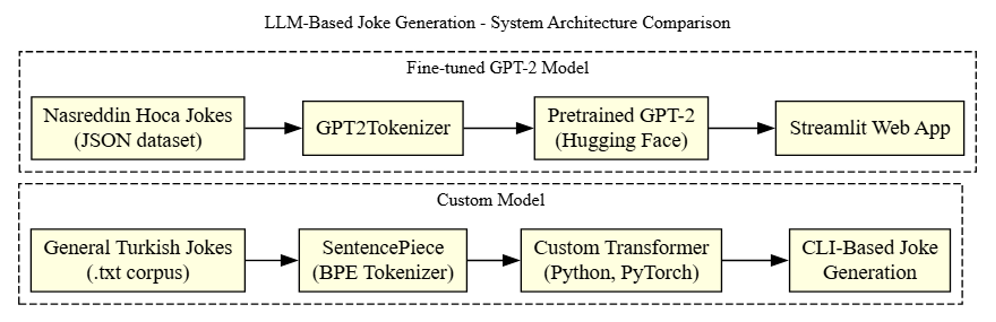 LLM-Based Joke Generation - System Architecture Comparison
Fine-tuned GPT-2 Model
Nasreddin Hoca Jokes
(JSON dataset)
GPT2Tokenizer
Pretrained GPT-2
(Hugging Face)
Streamlit Web App
Custom Model
General Turkish Jokes
(.txt corpus)
SentencePiece
(BPE Tokenizer)
Custom Transformer
(Python, PyTorch)
CLI-Based Joke
Generation